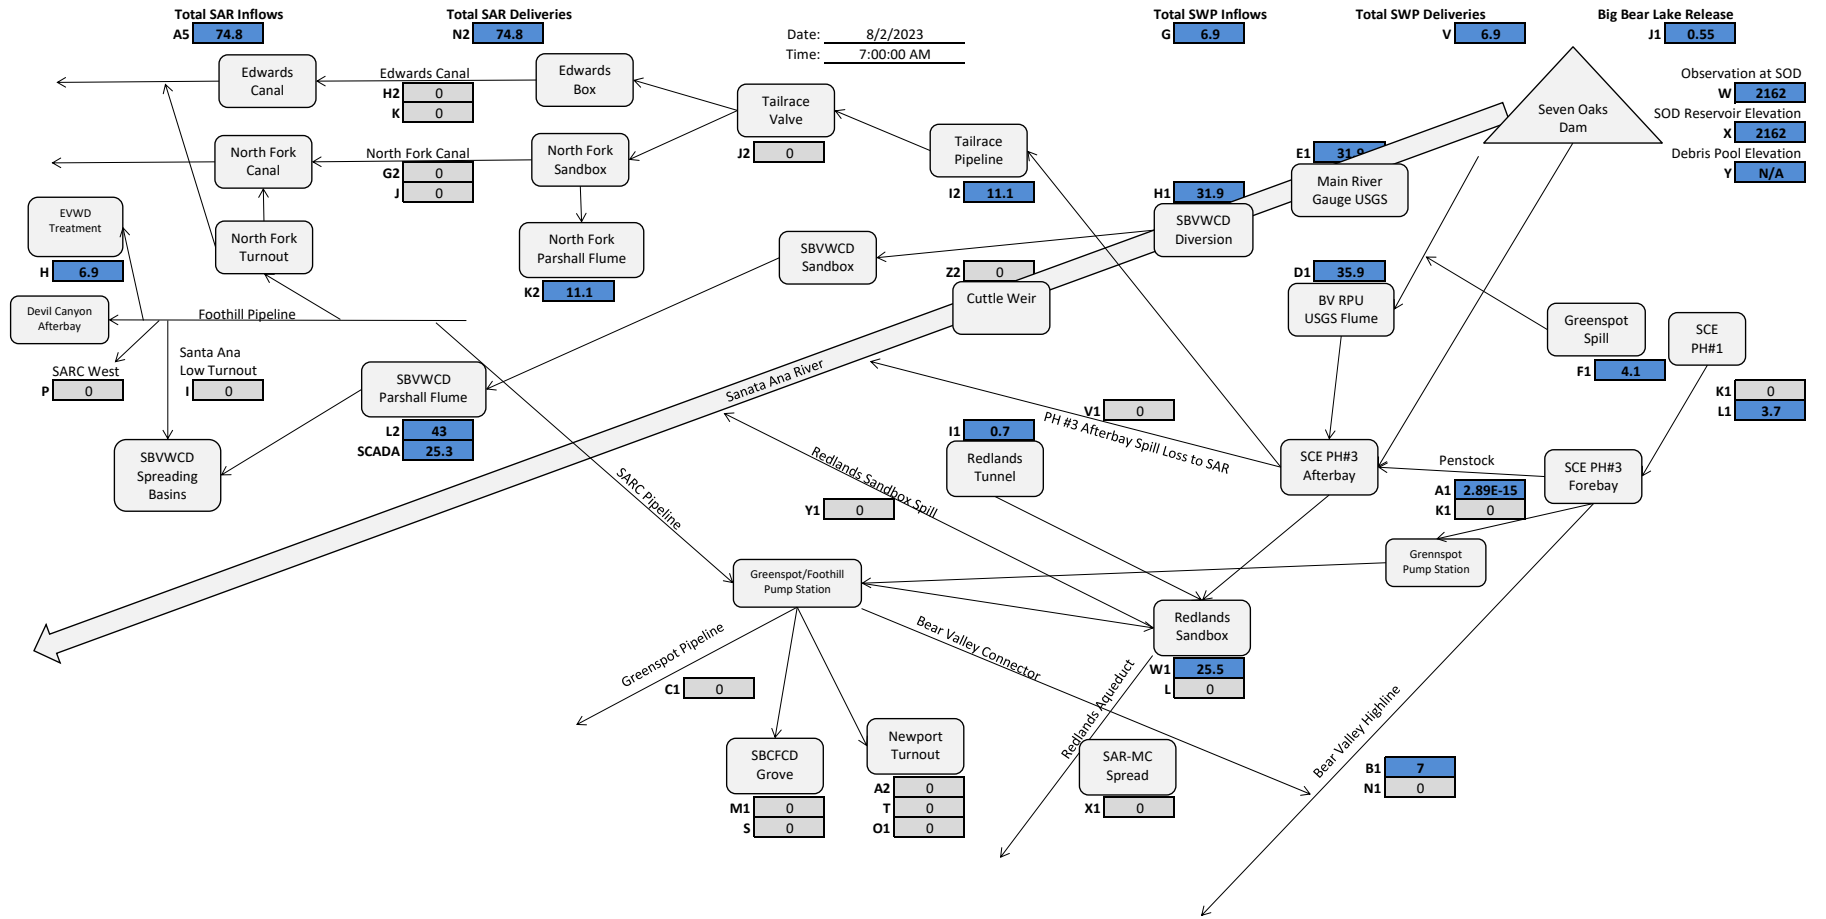 Total SAR Inflows
A5 74.8
Total SAR Deliveries
N2 74.8
Date: 8/2/2023
Time: 7:00:00 AM
Total SWP Inflows
G 6.9
Total SWP Deliveries
V 6.9
Big Bear Lake Release
J1 0.55
Observation at SOD
W 2162
SOD Reservoir Elevation
X 2162
Debris Pool Elevation
Y N/A
Seven Oaks
Dam
Edwards
Canal
Edwards Canal
H2 0
K 0
Edwards
Box
Tailrace
Valve
J2 0
Tailrace
Pipeline
I2 11.1
E1 31.9
Main River
Gauge USGS
H1 31.9
SBVWCD
Diversion
North Fork
Canal
North Fork Canal
G2 0
J 0
North Fork
Sandbox
EVWD
Treatment
H 6.9
North Fork
Turnout
North Fork
Parshall Flume
K2 11.1
SBVWCD
Sandbox
Z2 0
Cuttle Weir
D1 35.9
BV RPU
USGS Flume
Greenspot
Spill
F1 4.1
SCE
PH#1
K1 0
L1 3.7
Devil Canyon
Afterbay
Foothill Pipeline
SARC West
P 0
Santa Ana
Low Turnout
I 0
SBVWCD
Parshall Flume
L2 43
SCADA 25.3
Sanata Ana River
V1 0
PH #3 Afterbay Spill Loss to SAR
I1 0.7
Redlands
Tunnel
SCE PH#3
Afterbay
Penstock
A1 2.89E-15
K1 0
SCE PH#3
Forebay
SBVWCD
Spreading
Basins
SARC Pipeline
Redlands Sandbox Spill
Y1 0
Grennspot
Pump Station
Greenspot/Foothill
Pump Station
Redlands
Sandbox
W1 25.5
L 0
Greenspot Pipeline
C1 0
Bear Valley Connector
Redlands Aqueduct
Bear Valley Highline
SBCFCD
Grove
M1 0
S 0
Newport
Turnout
A2 0
T 0
O1 0
SAR-MC
Spread
X1 0
B1 7
N1 0